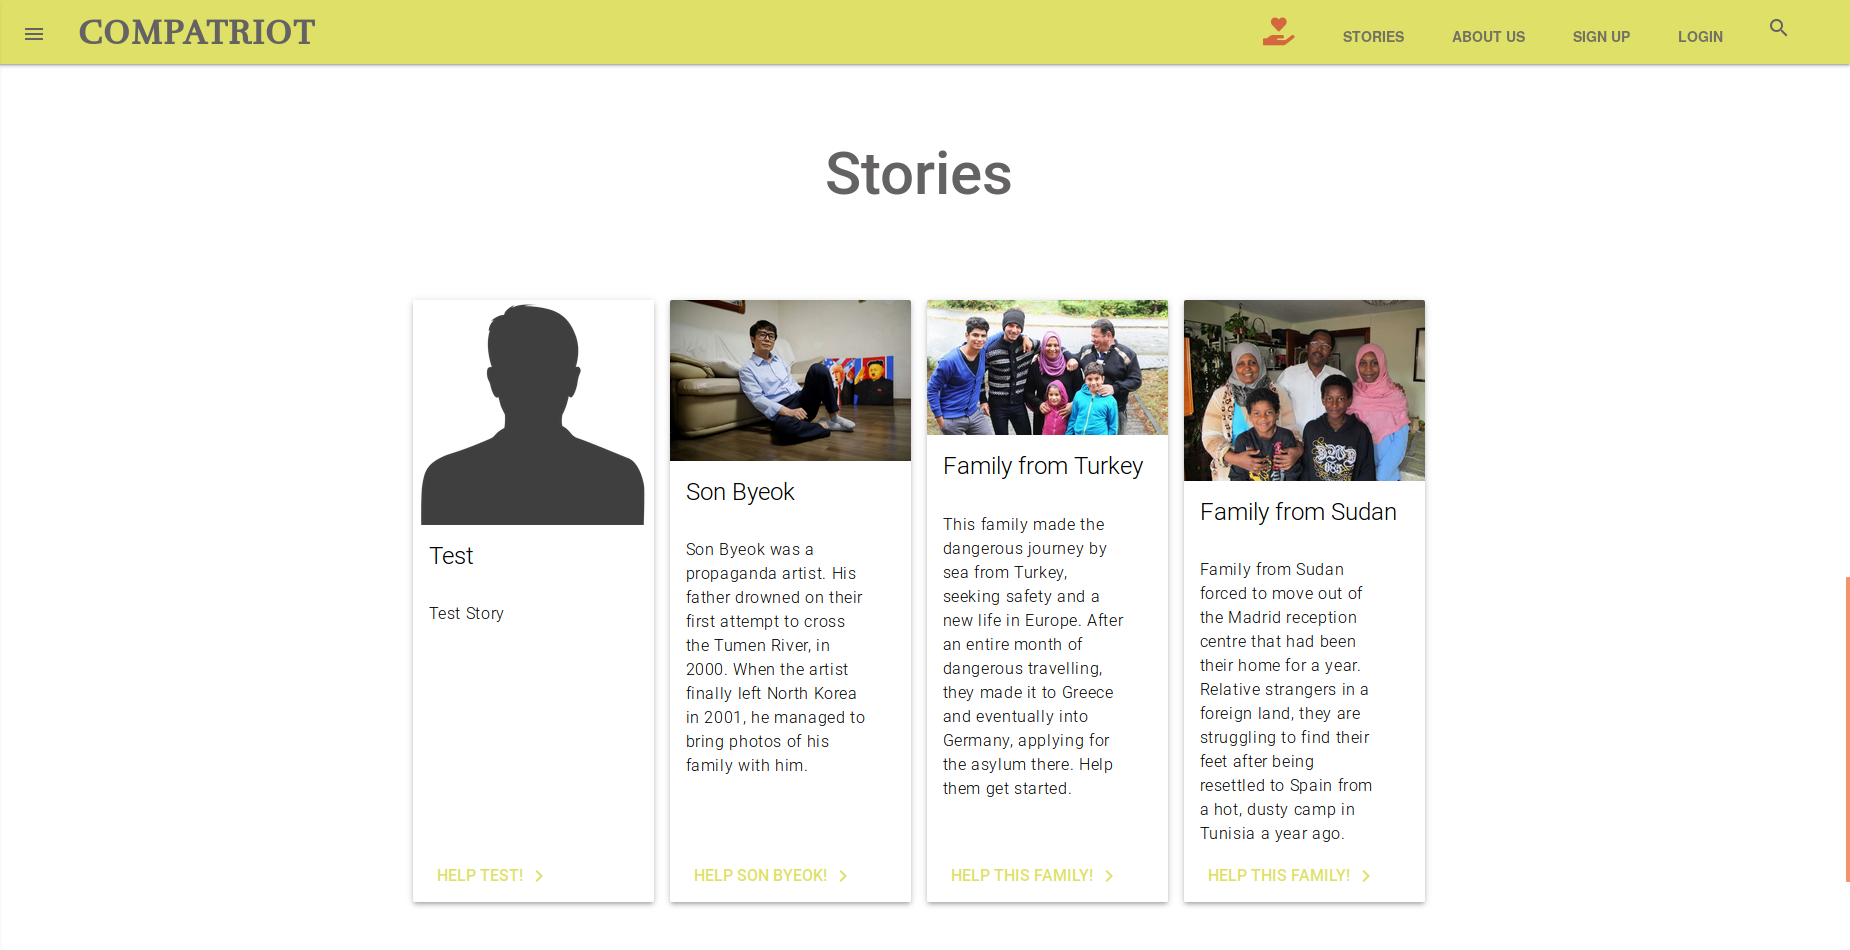 COMPATRIOT
STORIES
ABOUT US
SIGN UP
LOGIN
Stories
Test
Test Story
HELP TEST!
Son Byeok
Son Byeok was a
propaganda artist. His
father drowned on their
first attempt to cross
the Tumen River, in
2000. When the artist
finally left North Korea
in 2001, he managed to
bring photos of his
family with him.
HELP SON BYEOK!
Family from Turkey
This family made the
dangerous journey by
sea from Turkey,
seeking safety and a
new life in Europe. After
an entire month of
dangerous travelling,
they made it to Greece
and eventually into
Germany, applying for
the asylum there. Help
them get started.
HELP THIS FAMILY!
Family from Sudan
Family from Sudan
forced to move out of
the Madrid reception
centre that had been
their home for a year.
Relative strangers in a
foreign land, they are
struggling to find their
feet after being
resettled to Spain from
a hot, dusty camp in
Tunisia a year ago.
HELP THIS FAMILY!